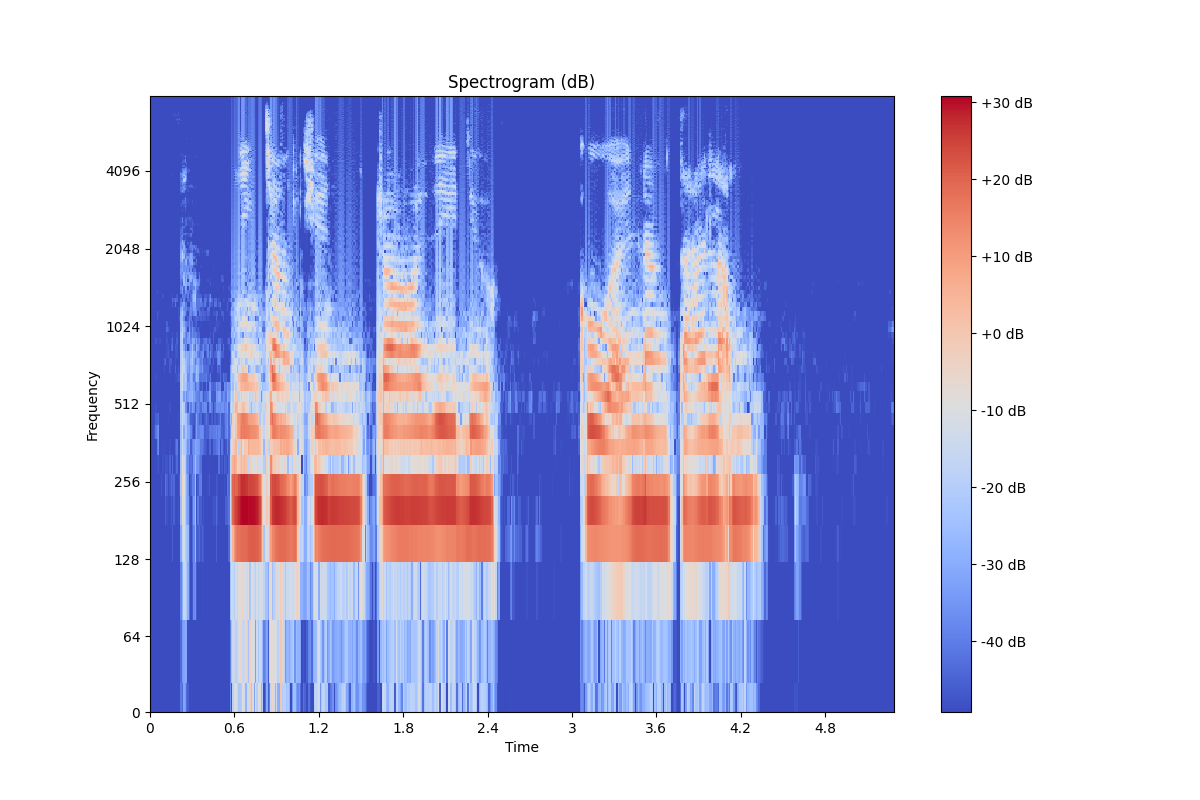 Spectrogram (dB)
+30 dB
+20 dB
+10 dB
+0 dB
-10 dB
-20 dB
-30 dB
-40 dB
4096
2048
1024
512
256
128
64
0
Frequency
0 0.6 1.2 1.8 2.4 3 3.6 4.2 4.8
Time